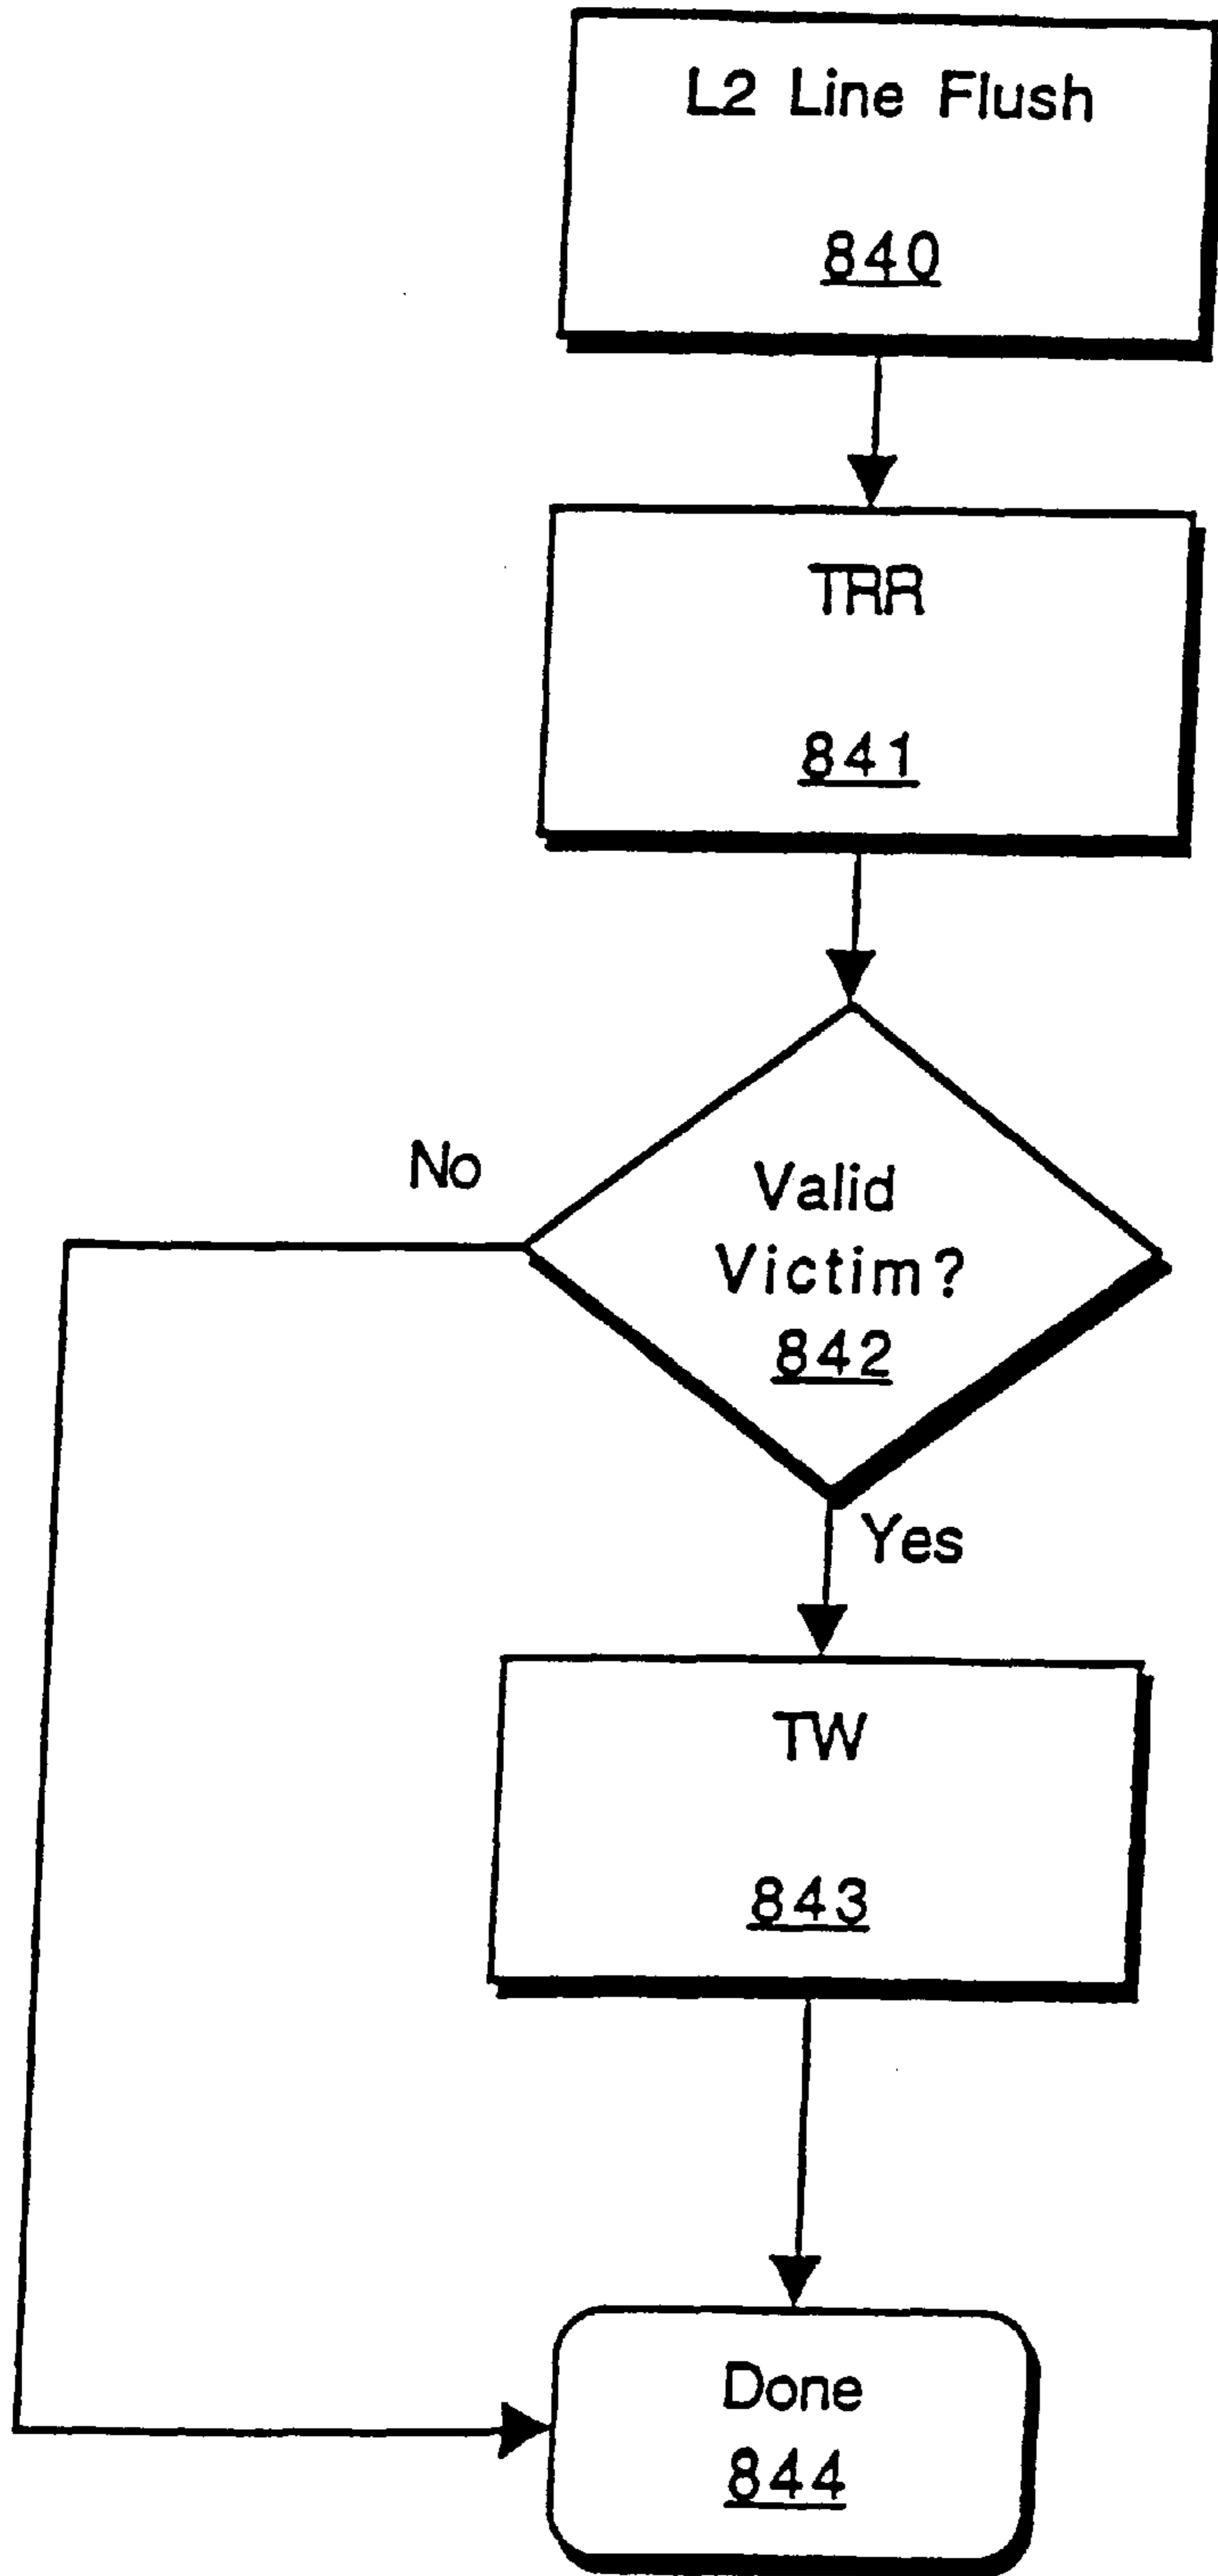 L2 Line Flush
840
TRR
841
No
Valid
Victim?
842
Yes
TW
843
Done
844